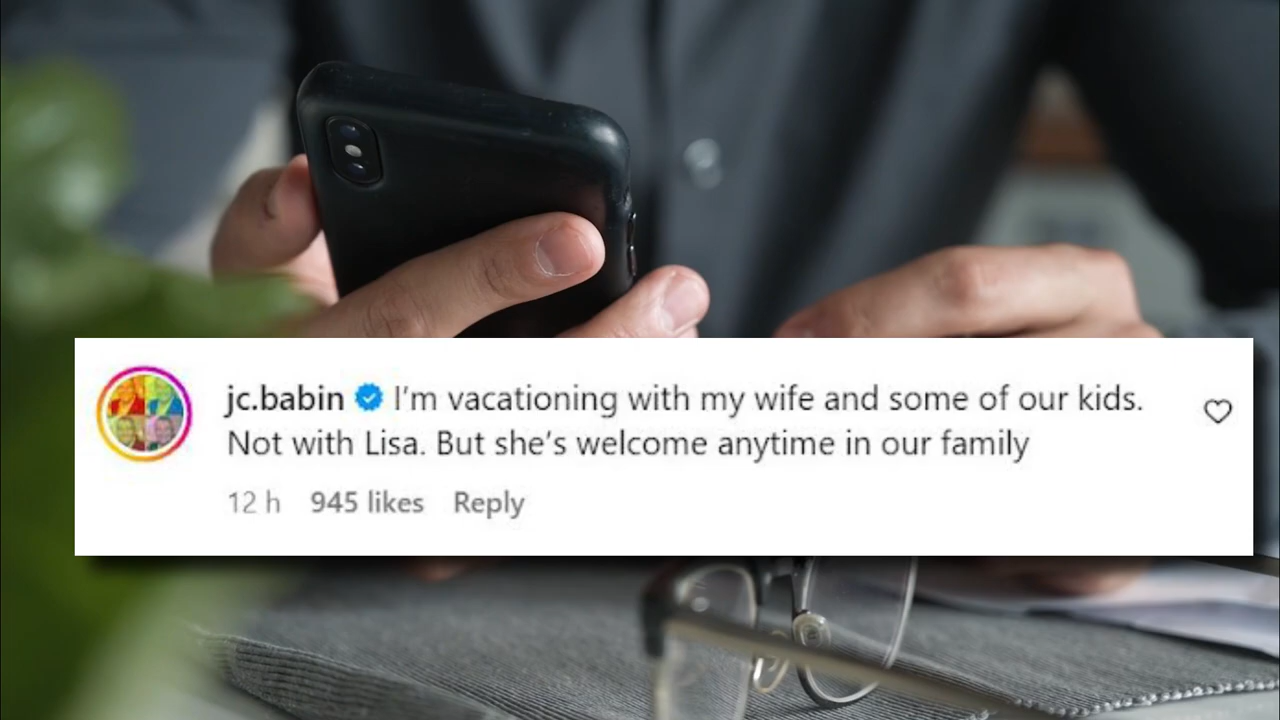 jc.babin I'm vacationing with my wife and some of our kids.
Not with Lisa. But she's welcome anytime in our family
12 h 945 likes Reply